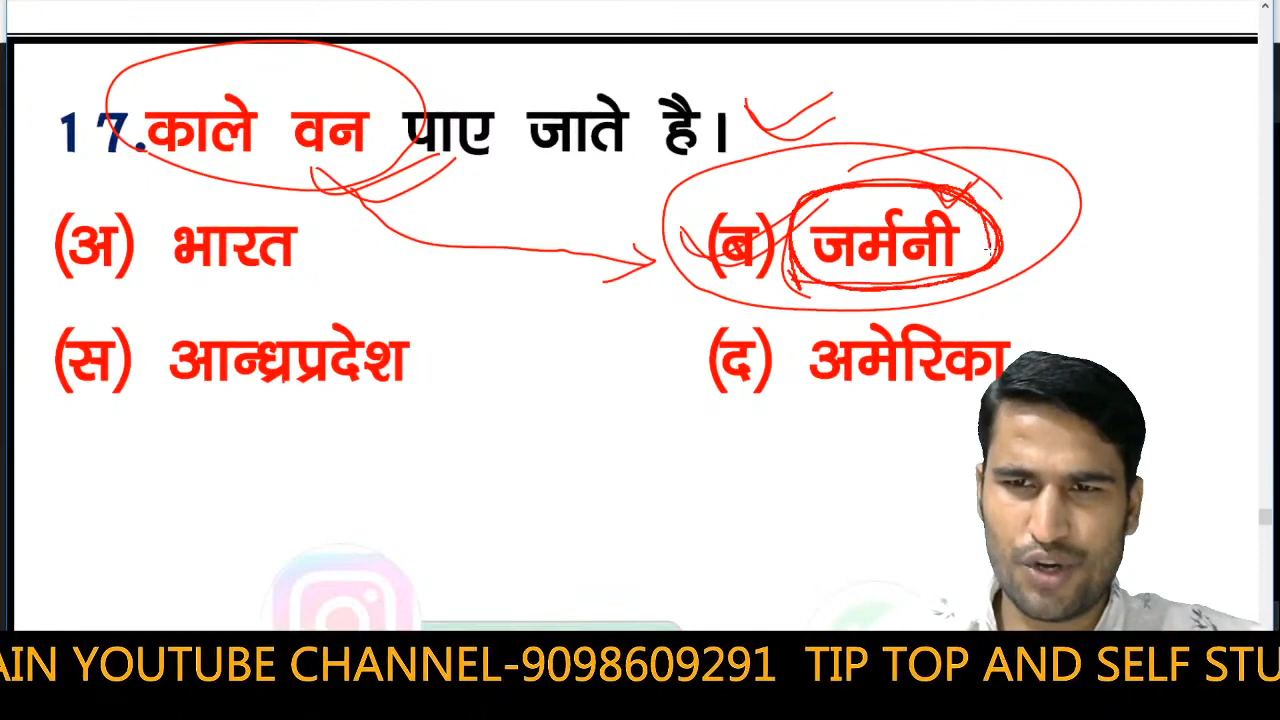 17.काले वन पाए जाते है।
(अ) भारत (ब) जर्मनी
(स) आन्ध्रप्रदेश (द) अमेरिका
AIN YOUTUBE CHANNEL-9098609291 TIP TOP AND SELF STU